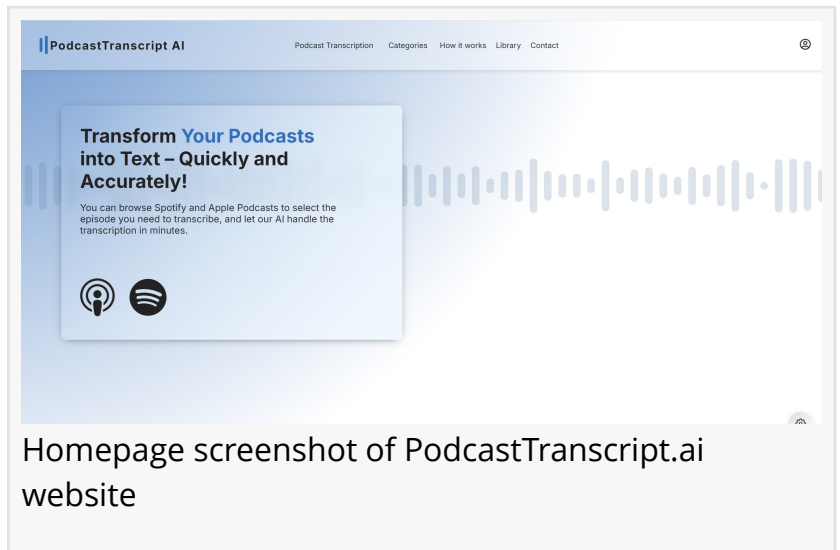 PodcastTranscript AI
Podcast Transcription Categories How it works Library Contact
Transform Your Podcasts
into Text – Quickly and
Accurately!
You can browse Spotify and Apple Podcasts to select the
episode you need to transcribe, and let our AI handle the
transcription in minutes.
Homepage screenshot of PodcastTranscript.ai
website